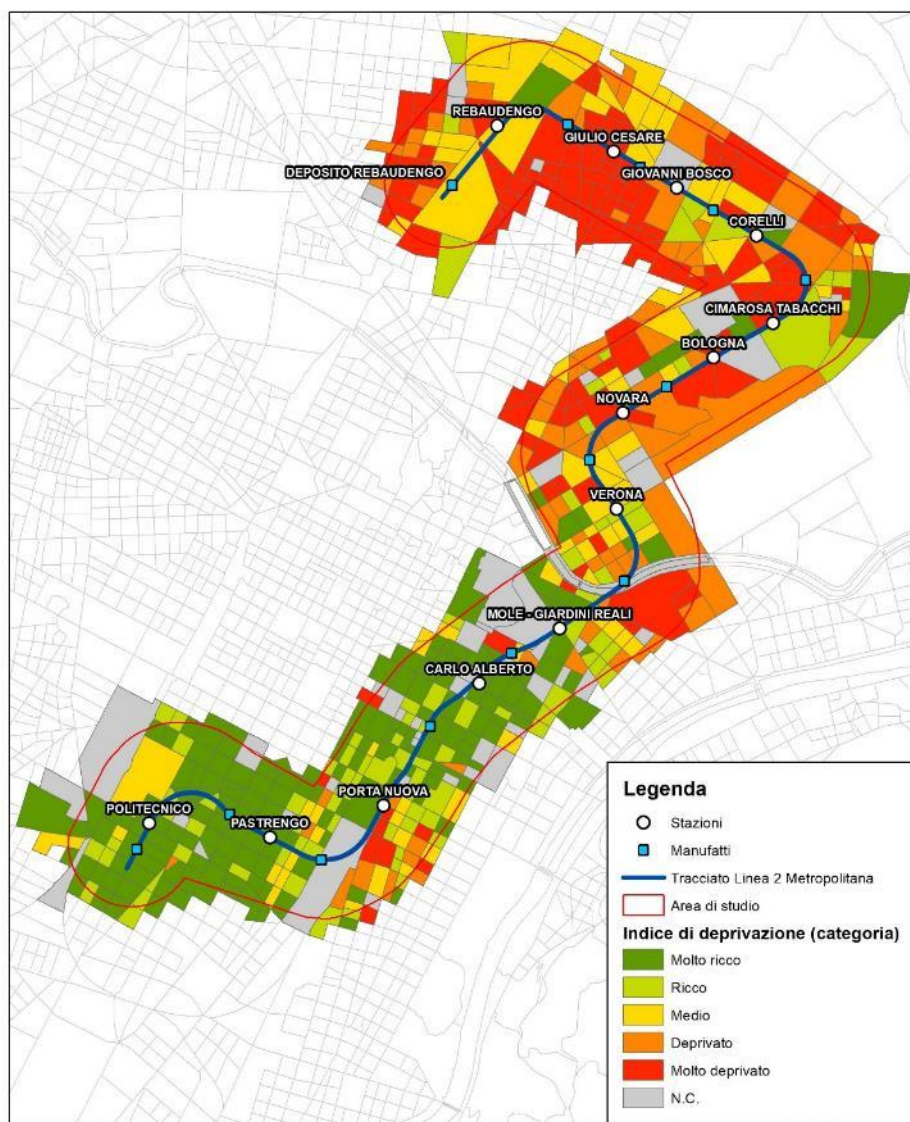 REBAUDENGO
GIULIO CESARE
DEPOSITO REBAUDENGO
GIOVANNI BOSCO
CORELLI
CIMAROSA TABACCHI
BOLOGNA
NOVARA
VERONA
MOLE - GIARDINI REALI
CARLO ALBERTO
PORTA NUOVA
POLITECNICO
PASTRENGO
Legenda
Stazioni
Manufatti
Tracciato Linea 2 Metropolitana
Area di studio
Indice di deprivazione (categoria)
Molto ricco
Ricco
Medio
Deprivato
Molto deprivato
N.C.